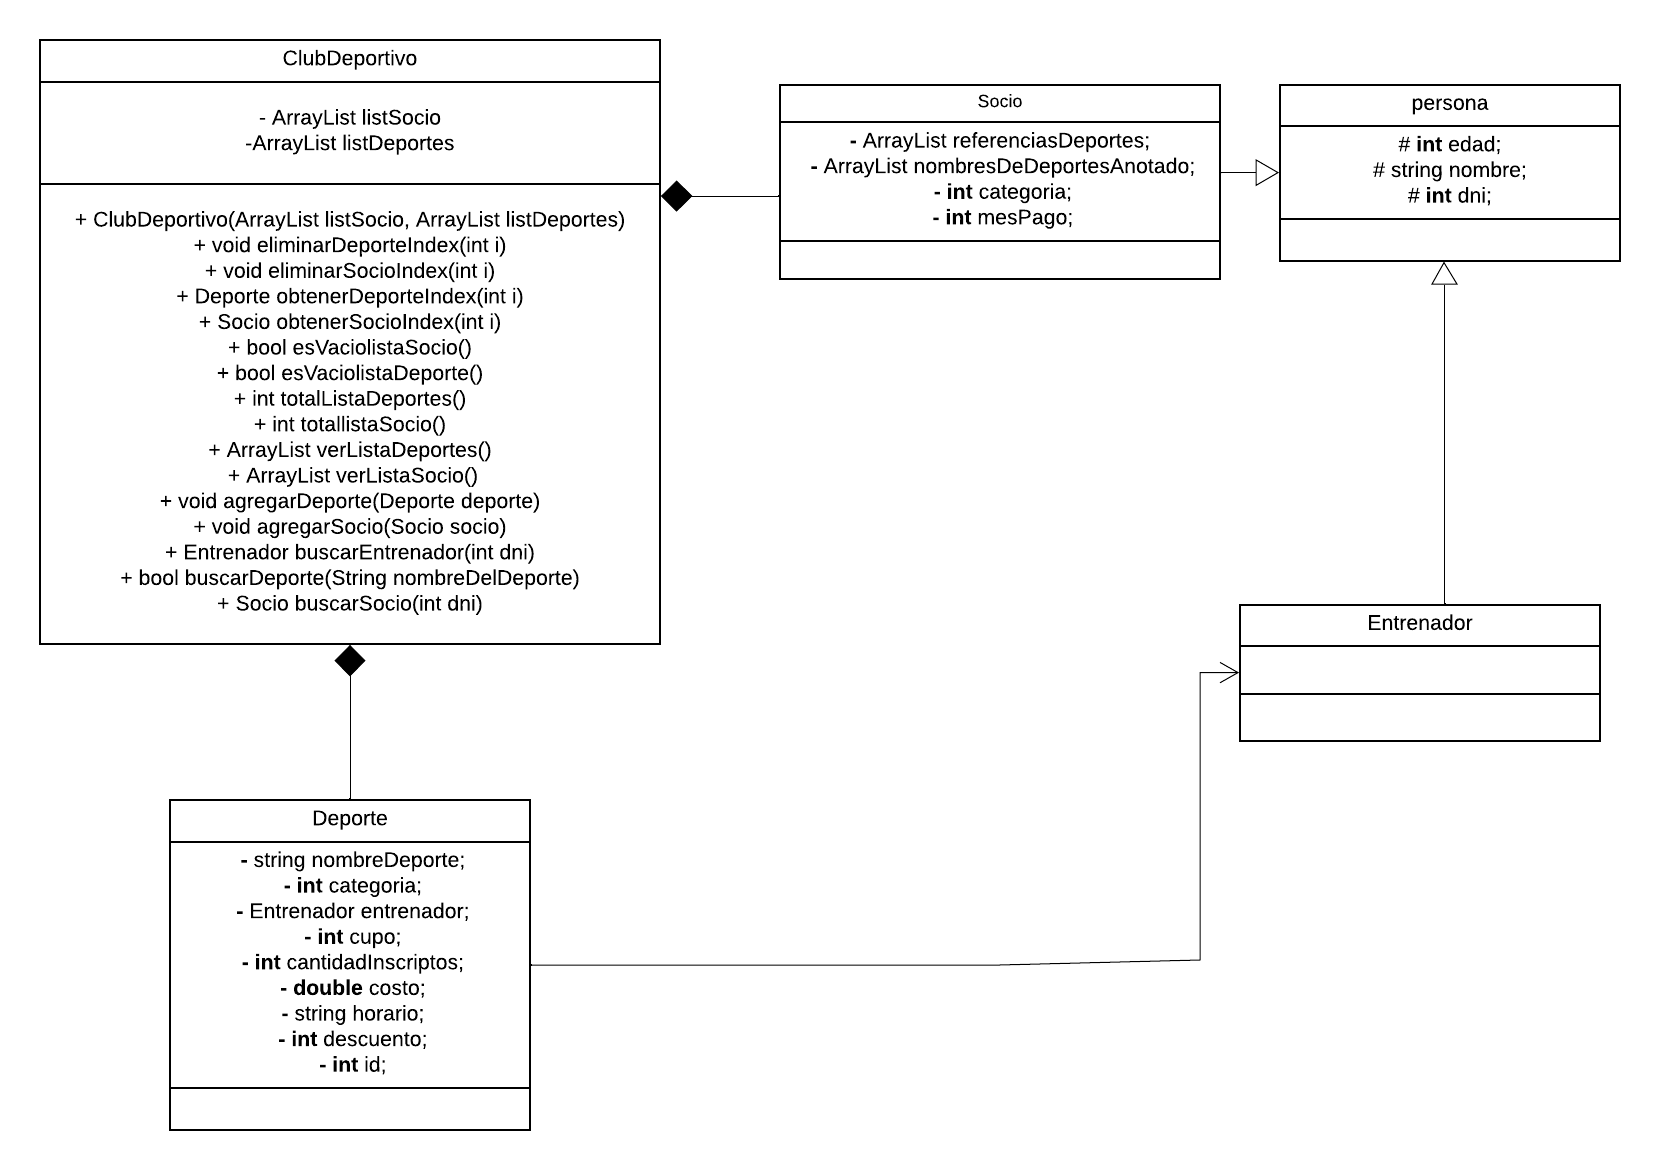 ClubDeportivo
- ArrayList listSocio
-ArrayList listDeportes
+ ClubDeportivo(ArrayList listSocio, ArrayList listDeportes)
+ void eliminarDeporteIndex(int i)
+ void eliminarSocioIndex(int i)
+ Deporte obtenerDeporteIndex(int i)
+ Socio obtenerSocioIndex(int i)
+ bool esVaciolistaSocio()
+ bool esVaciolistaDeporte()
+ int totalListaDeportes()
+ int totallistaSocio()
+ ArrayList verListaDeportes()
+ ArrayList verListaSocio()
+ void agregarDeporte(Deporte deporte)
+ void agregarSocio(Socio socio)
+ Entrenador buscarEntrenador(int dni)
+ bool buscarDeporte(String nombreDelDeporte)
+ Socio buscarSocio(int dni)
Socio
- ArrayList referenciasDeportes;
- ArrayList nombresDeDeportesAnotado;
- int categoria;
- int mesPago;
persona
# int edad;
# string nombre;
# int dni;
Entrenador
Deporte
- string nombreDeporte;
- int categoria;
- Entrenador entrenador;
- int cupo;
- int cantidadInscriptos;
- double costo;
- string horario;
- int descuento;
- int id;